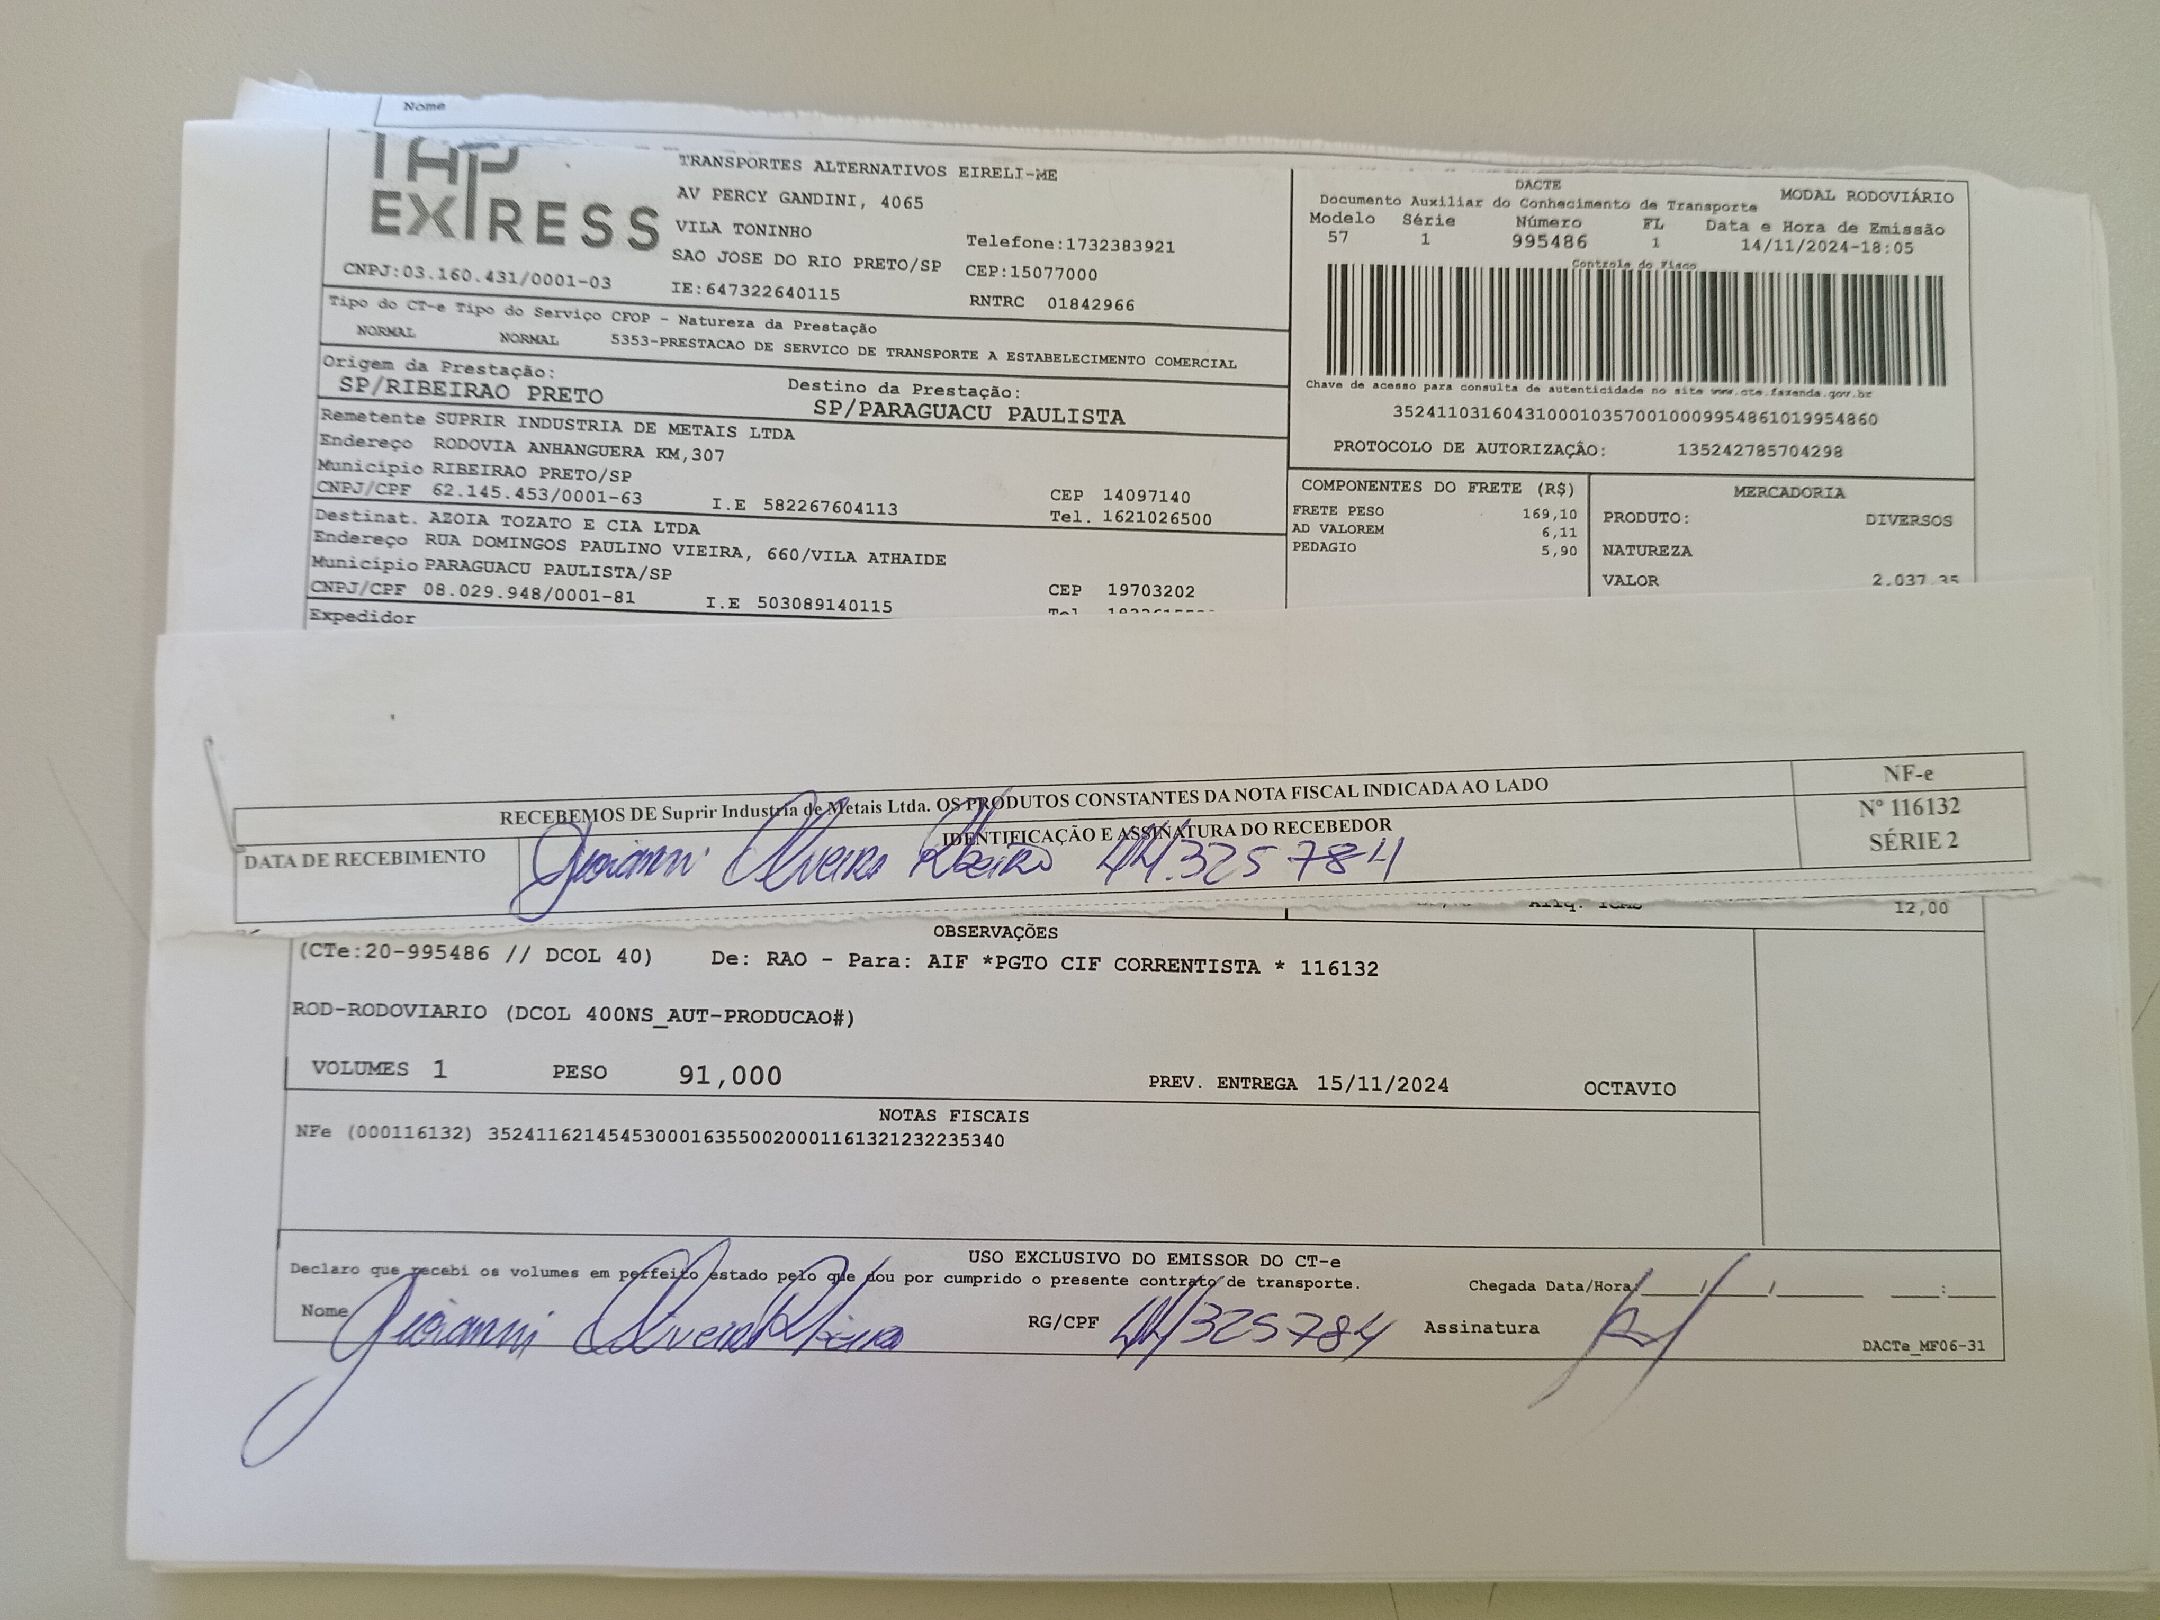 Nome
TAP
EXPRESS
TRANSPORTES ALTERNATIVOS EIRELI-ME
AV PERCY GANDINI, 4065
VILA TONINHO
Telefone:1732383921
SAO JOSE DO RIO PRETO/SP CEP:15077000
CNPJ:03.160.431/0001-03 IE:647322640115 RNTRC 01842966
DACTE MODAL RODOVIÁRIO
Documento Auxiliar do Conhecimento de Transporte
Modelo Série Número FL Data e Hora de Emissão
57 1 995486 1 14/11/2024-18:05
Controle do Fisco
Chave de acesso para consulta de autenticidade no site www.cte.fazenda.gov.br
35241103160431000103570010009954861019954860
PROTOCOLO DE AUTORIZAÇÃO: 135242785704298
Tipo do CT-e Tipo do Serviço CFOP - Natureza da Prestação
NORMAL NORMAL 5353-PRESTACAO DE SERVICO DE TRANSPORTE A ESTABELECIMENTO COMERCIAL
Origem da Prestação: Destino da Prestação:
SP/RIBEIRAO PRETO SP/PARAGUACU PAULISTA
Remetente SUPRIR INDUSTRIA DE METAIS LTDA
Endereço RODOVIA ANHANGUERA KM,307
Município RIBEIRAO PRETO/SP CEP 14097140
CNPJ/CPF 62.145.453/0001-63 I.E 582267604113 Tel. 1621026500
Destinat. AZOIA TOZATO E CIA LTDA
Endereço RUA DOMINGOS PAULINO VIEIRA, 660/VILA ATHAIDE
Município PARAGUACU PAULISTA/SP CEP 19703202
CNPJ/CPF 08.029.948/0001-81 I.E 503089140115 Tel
Expedidor
COMPONENTES DO FRETE (R$)
FRETE PESO 169,10
AD VALOREM 6,11
PEDAGIO 5,90
MERCADORIA
PRODUTO: DIVERSOS
NATUREZA
VALOR 2.037,35
RECEBEMOS DE Suprir Industria de Metais Ltda. OS PRODUTOS CONSTANTES DA NOTA FISCAL INDICADA AO LADO
NF-e
Nº 116132
SÉRIE 2
DATA DE RECEBIMENTO IDENTIFICAÇÃO E ASSINATURA DO RECEBEDOR
Giovanni Oliveira Ribeiro 44.325 784
Alíq. ICMS 12,00
OBSERVAÇÕES
(CTe:20-995486 // DCOL 40) De: RAO - Para: AIF *PGTO CIF CORRENTISTA * 116132
ROD-RODOVIARIO (DCOL 400NS_AUT-PRODUCAO#)
VOLUMES 1 PESO 91,000 PREV. ENTREGA 15/11/2024 OCTAVIO
NOTAS FISCAIS
NFe (000116132) 35241162145453000163550020001161321232235340
USO EXCLUSIVO DO EMISSOR DO CT-e
Declaro que recebi os volumes em perfeito estado pelo que dou por cumprido o presente contrato de transporte. Chegada Data/Hora
Nome Giovanni Oliveira Ribeiro RG/CPF 44/325784 Assinatura
DACTe_MF06-31